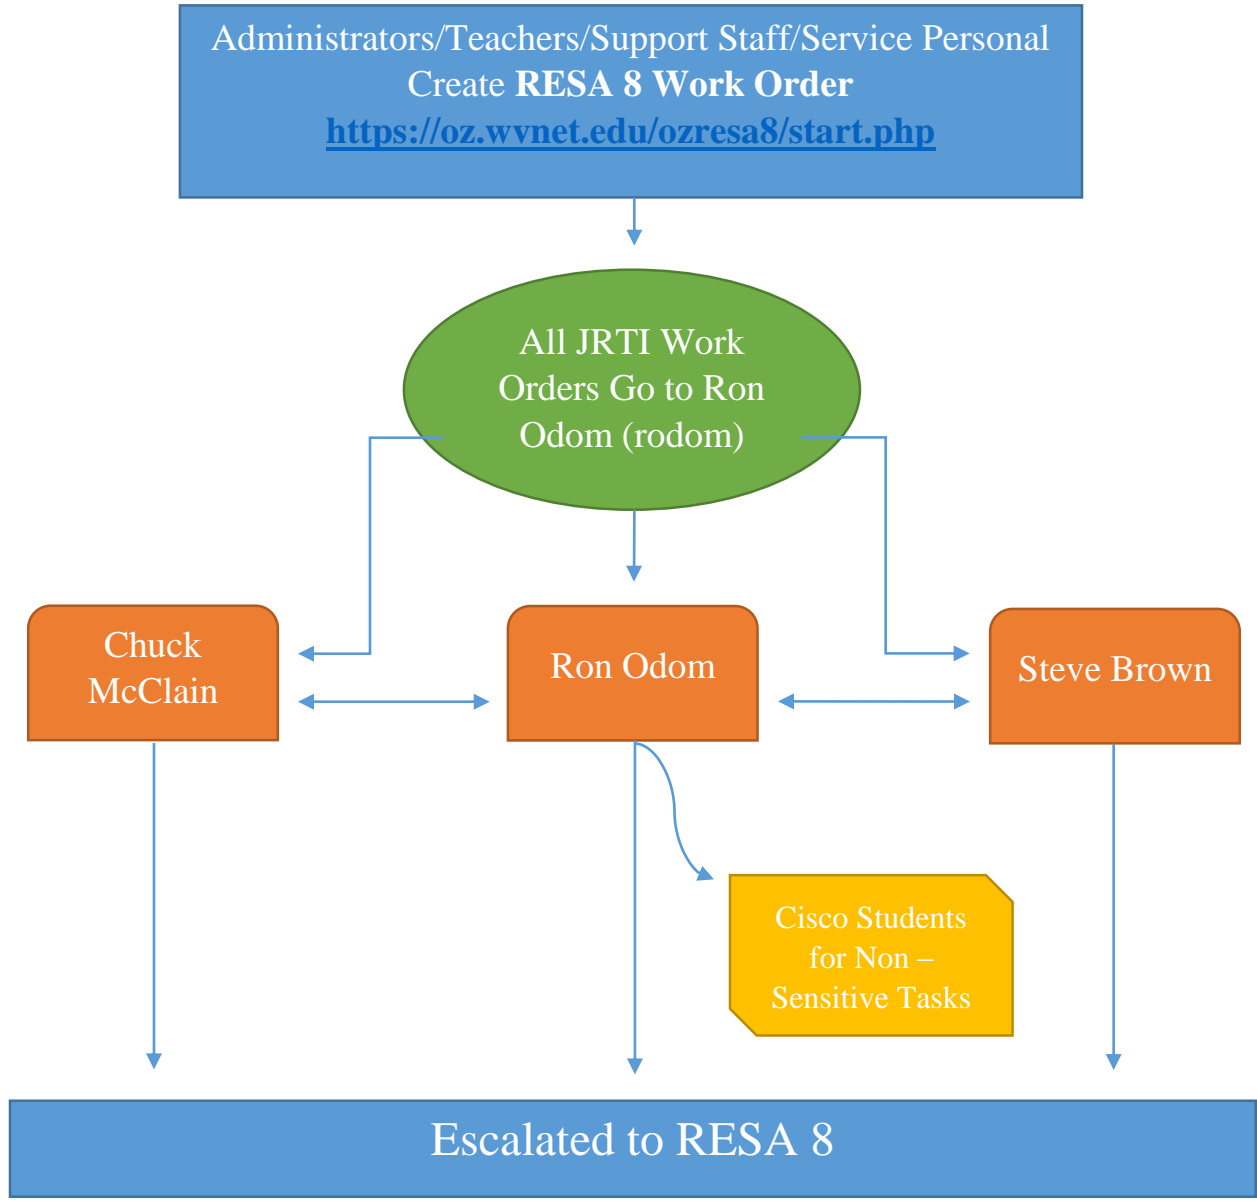 Administrators/Teachers/Support Staff/Service Personal
Create RESA 8 Work Order
https://oz.wvnet.edu/ozresa8/start.php
All JRTI Work
Orders Go to Ron
Odom (rodom)
Chuck
McClain
Ron Odom
Steve Brown
Cisco Students
for Non –
Sensitive Tasks
Escalated to RESA 8